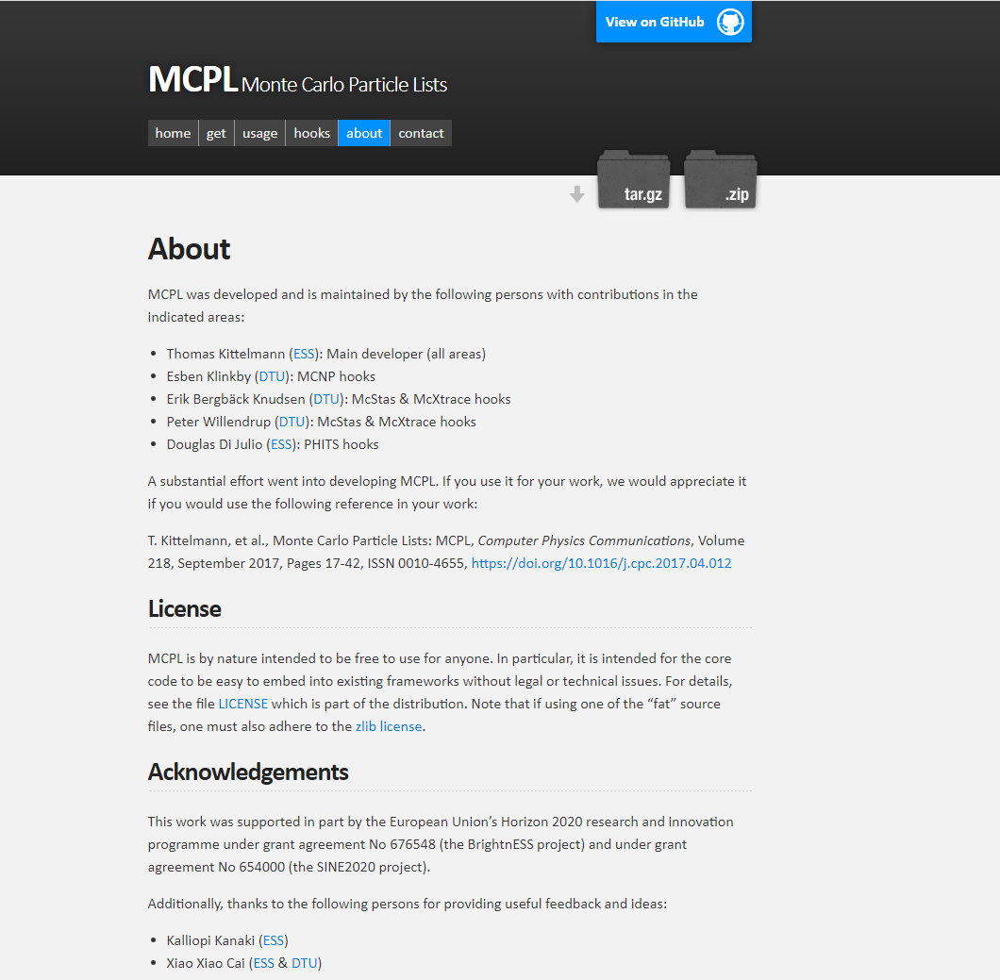 View on GitHub
MCPL Monte Carlo Particle Lists
home get usage hooks about contact
tar.gz .zip
About
MCPL was developed and is maintained by the following persons with contributions in the
indicated areas:
• Thomas Kittelmann (ESS): Main developer (all areas)
• Esben Klinkby (DTU): MCNP hooks
• Erik Bergbäck Knudsen (DTU): McStas & McXtrace hooks
• Peter Willendrup (DTU): McStas & McXtrace hooks
• Douglas Di Julio (ESS): PHITS hooks
A substantial effort went into developing MCPL. If you use it for your work, we would appreciate it
if you would use the following reference in your work:
T. Kittelmann, et al., Monte Carlo Particle Lists: MCPL, Computer Physics Communications, Volume
218, September 2017, Pages 17-42, ISSN 0010-4655, https://doi.org/10.1016/j.cpc.2017.04.012
License
MCPL is by nature intended to be free to use for anyone. In particular, it is intended for the core
code to be easy to embed into existing frameworks without legal or technical issues. For details,
see the file LICENSE which is part of the distribution. Note that if using one of the “fat” source
files, one must also adhere to the zlib license.
Acknowledgements
This work was supported in part by the European Union’s Horizon 2020 research and innovation
programme under grant agreement No 676548 (the BrightnESS project) and under grant
agreement No 654000 (the SINE2020 project).
Additionally, thanks to the following persons for providing useful feedback and ideas:
• Kalliopi Kanaki (ESS)
• Xiao Xiao Cai (ESS & DTU)